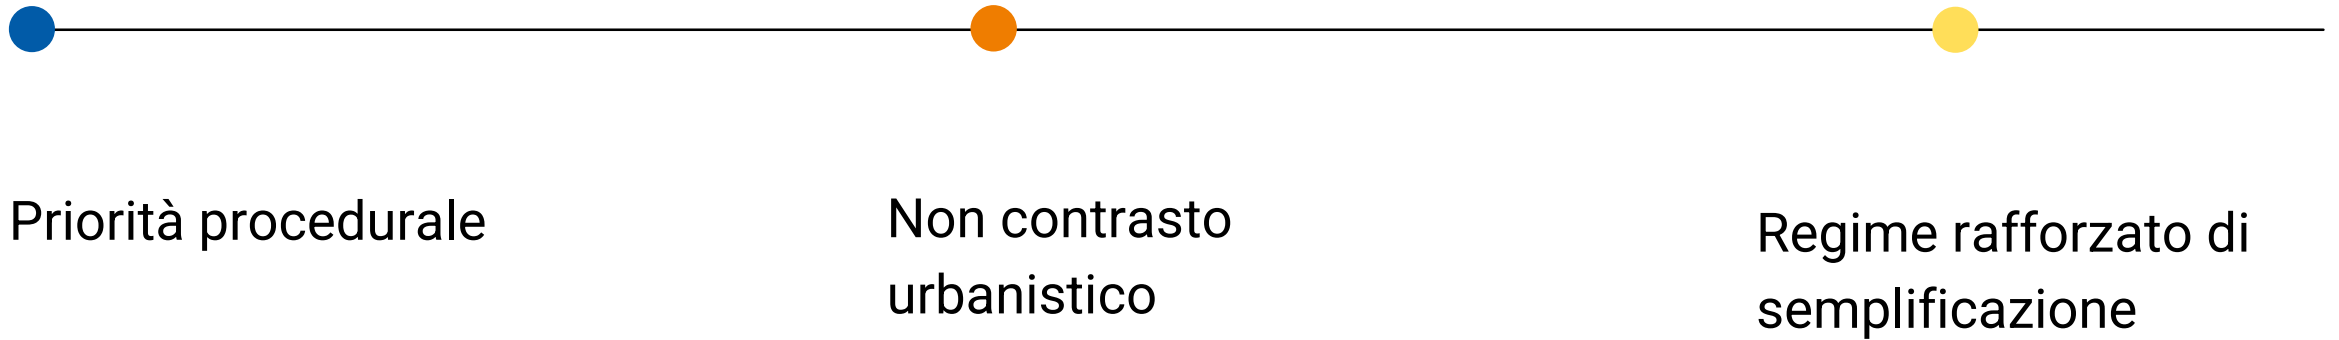 Priorità procedurale
Non contrasto
urbanistico
Regime rafforzato di
semplificazione